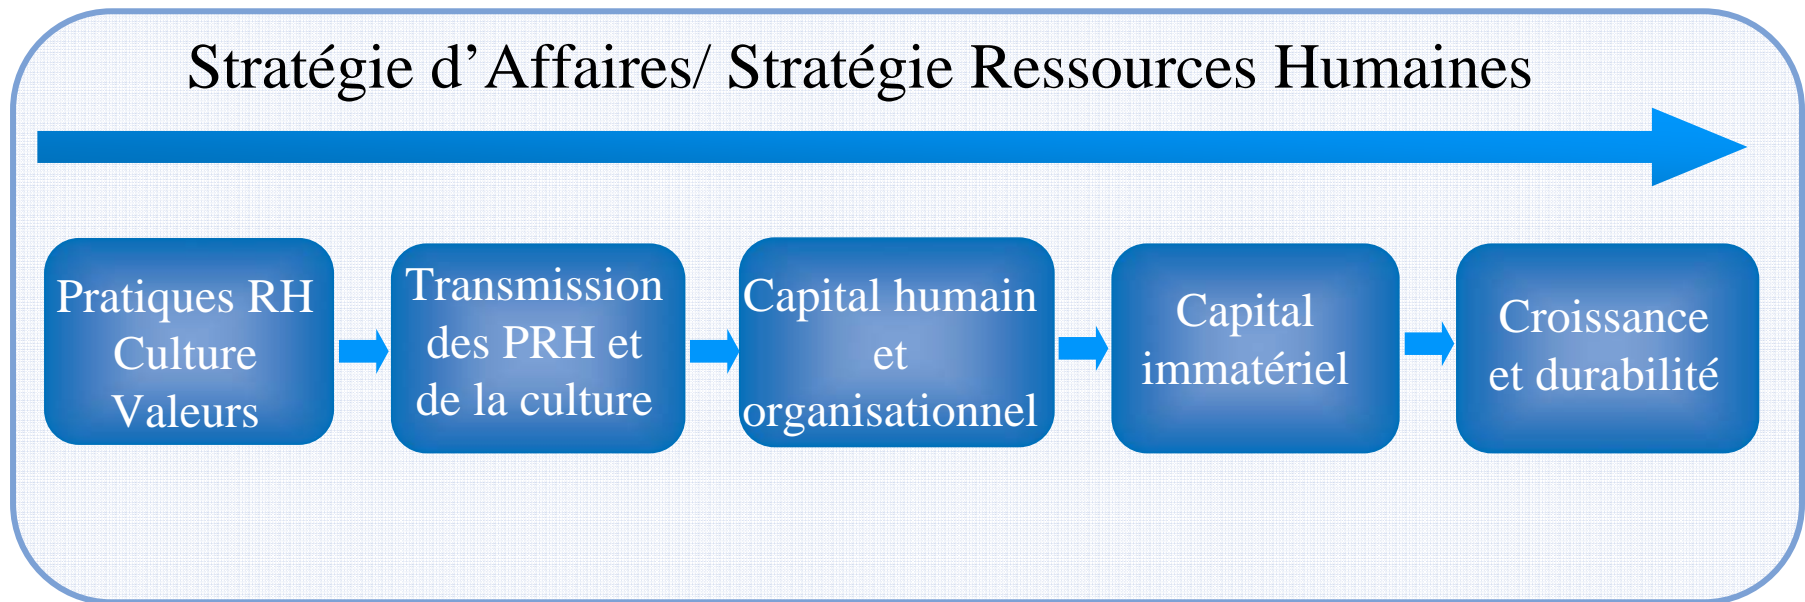 Stratégie d’Affaires/ Stratégie Ressources Humaines
Pratiques RH
Culture
Valeurs
Transmission
des PRH et
de la culture
Capital humain
et
organisationnel
Capital
immatériel
Croissance
et durabilité